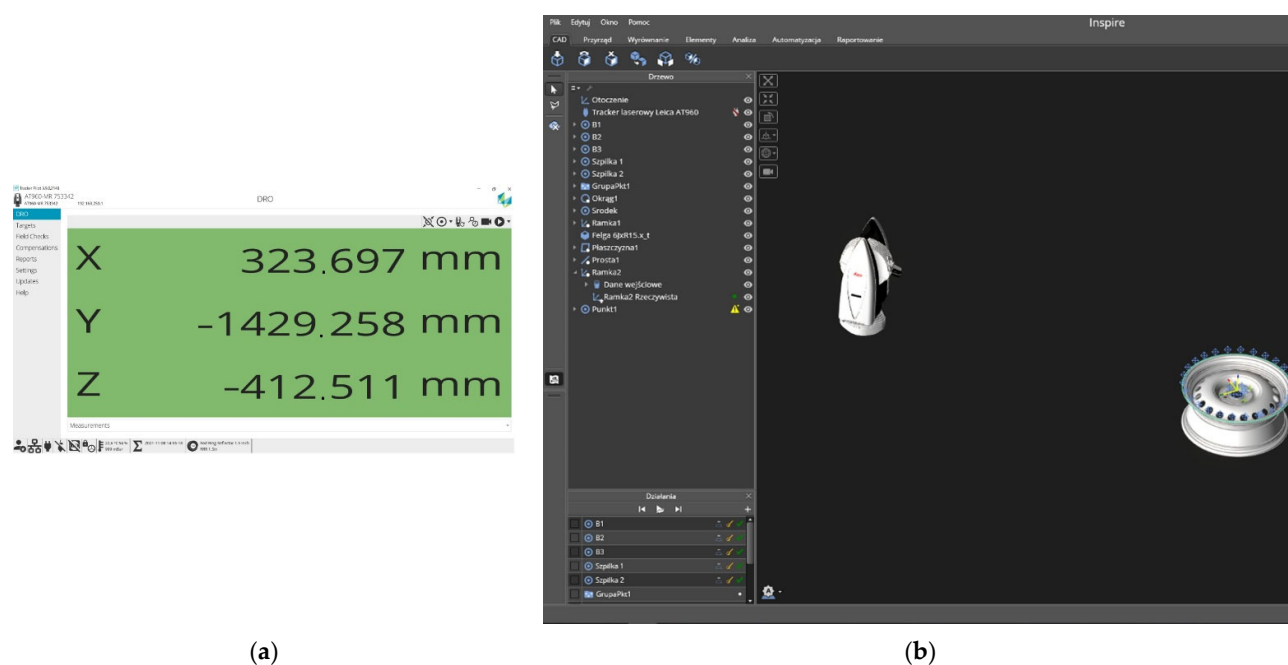 AT960-MR 753342
DRO
DRO
Targets
Field Checks
Compensations
Reports
Settings
Updates
Help
X 323.697 mm
Y -1429.258 mm
Z -412.511 mm
Measurements
(a)
Inspire
Plik Edytuj Okno Pomoc
CAD Przyrząd Wyrównanie Elementy Analiza Automatyzacja Raportowanie
Drzewo
Otoczenie
Tracker laserowy Leica AT960
B1
B2
B3
Szpilka 1
Szpilka 2
GrupaPkt1
Okrąg1
Srodek
Ramka1
Felga 6JxR15.x_t
Płaszczyzna1
Prosta1
Ramka2
Dane wejściowe
Ramka2 Rzeczywista
Punkt1
Działania
B1
B2
B3
Szpilka 1
Szpilka 2
GrupaPkt1
(b)